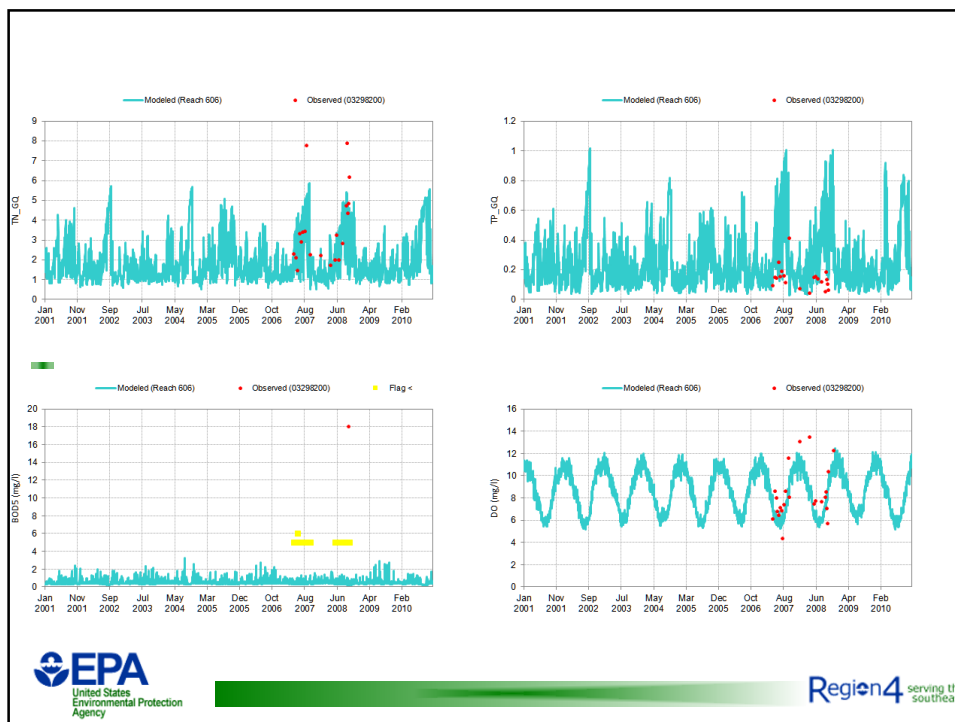 Modeled (Reach 606) Observed (03298200)
9
8
7
6
5
4
3
2
1
0
TN_GQ
Jan 2001 Nov 2001 Sep 2002 Jul 2003 May 2004 Mar 2005 Dec 2005 Oct 2006 Aug 2007 Jun 2008 Apr 2009 Feb 2010
Modeled (Reach 606) Observed (03298200)
1.2
1
0.8
0.6
0.4
0.2
0
TP_GQ
Jan 2001 Nov 2001 Sep 2002 Jul 2003 May 2004 Mar 2005 Dec 2005 Oct 2006 Aug 2007 Jun 2008 Apr 2009 Feb 2010
Modeled (Reach 606) Observed (03298200) Flag <
20
18
16
14
12
10
8
6
4
2
0
BOD5 (mg/l)
Jan 2001 Nov 2001 Sep 2002 Jul 2003 May 2004 Mar 2005 Dec 2005 Oct 2006 Aug 2007 Jun 2008 Apr 2009 Feb 2010
Modeled (Reach 606) Observed (03298200)
16
14
12
10
8
6
4
2
0
DO (mg/l)
Jan 2001 Nov 2001 Sep 2002 Jul 2003 May 2004 Mar 2005 Dec 2005 Oct 2006 Aug 2007 Jun 2008 Apr 2009 Feb 2010
EPA
United States
Environmental Protection
Agency
Region4 serving th
southea